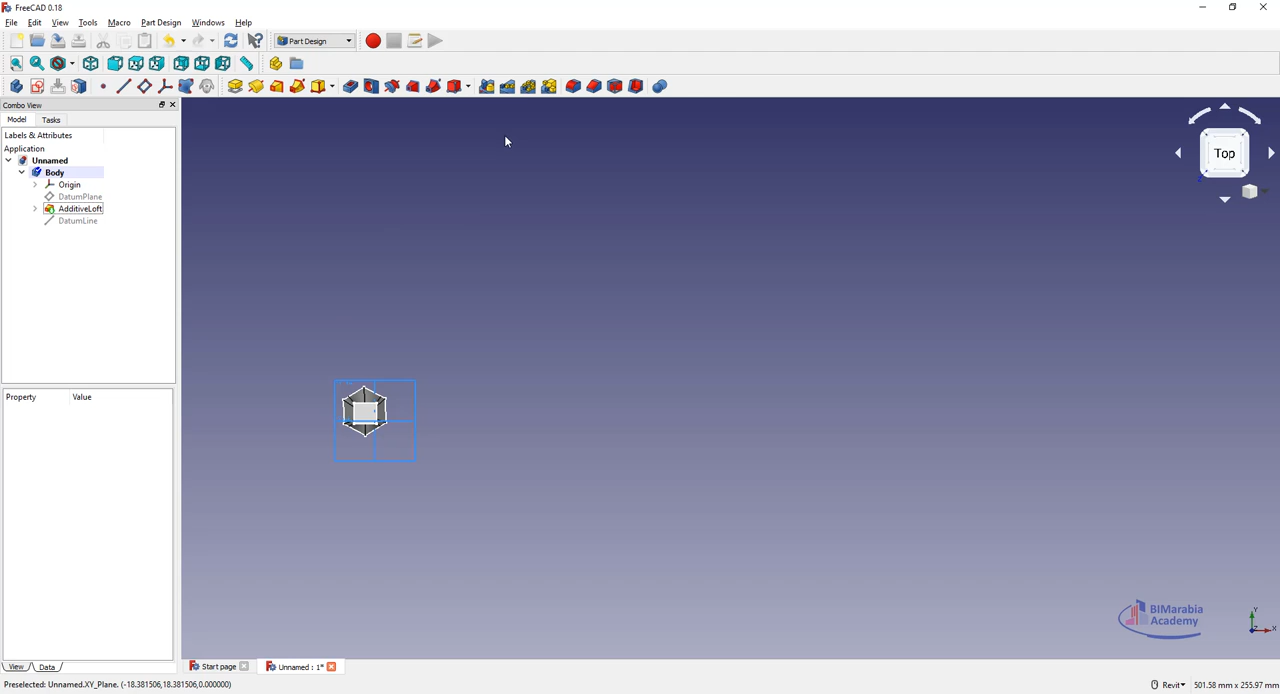 FreeCAD 0.18
File Edit View Tools Macro Part Design Windows Help
Part Design
Combo View
Model Tasks
Labels & Attributes
Application
Unnamed
Body
Origin
DatumPlane
AdditiveLoft
DatumLine
Property Value
View Data
Top
Z
BIMarabia
Academy
Y
Z
X
Start page
Unnamed : 1*
Preselected: Unnamed.XY_Plane. (-18.381506,18.381506,0.000000)
Revit
501.58 mm x 255.97 mm